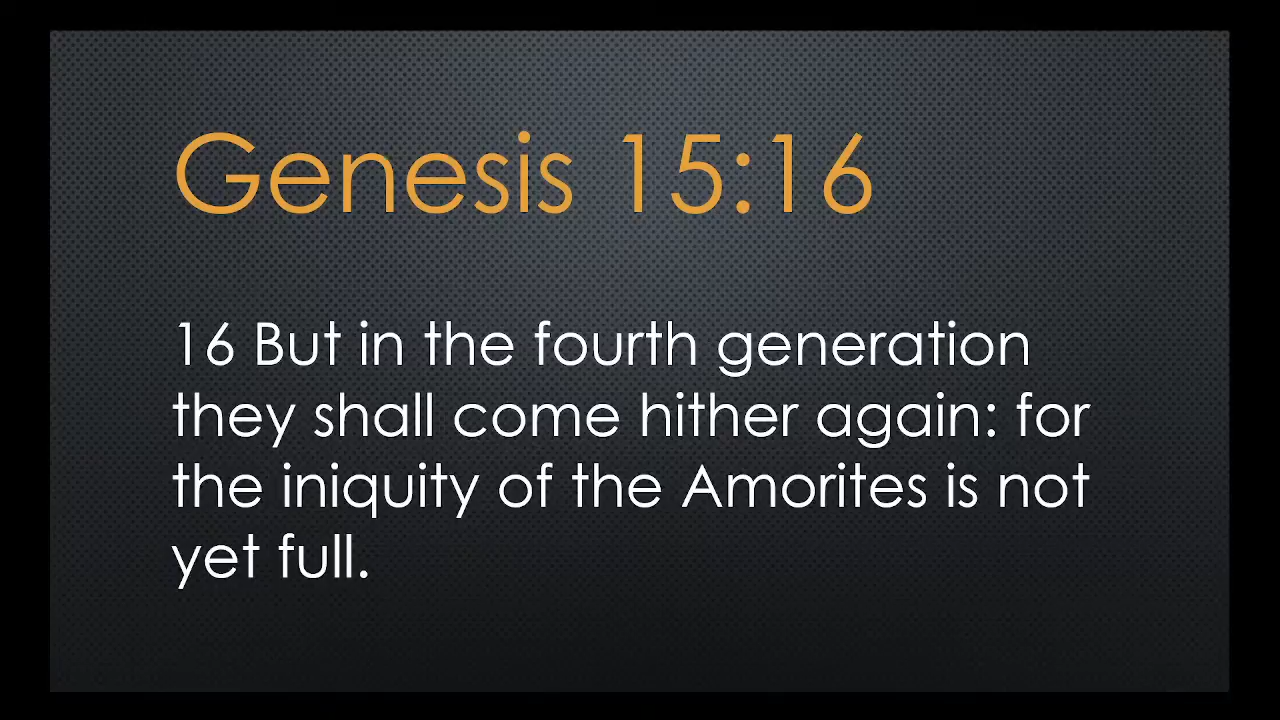 Genesis 15:16
16 But in the fourth generation
they shall come hither again: for
the iniquity of the Amorites is not
yet full.